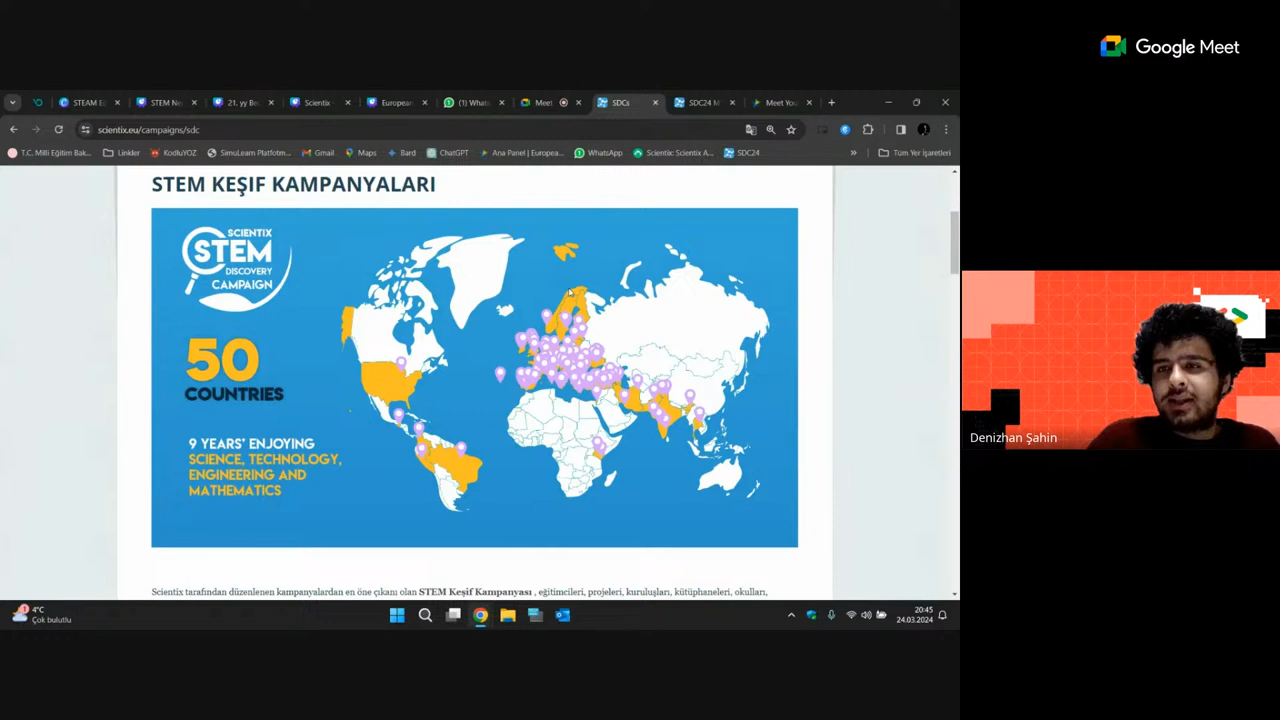 Google Meet
STEAM E
STEM Ne
21. yy Be
Scientix
European
(1) Whats
Meet
SDCs
SDC24 M
Meet You
scientix.eu/campaigns/sdc
T.C. Milli Eğitim Bak...
Linkler
KodluYOZ
SimuLearn Platfotm...
Gmail
Maps
Bard
ChatGPT
Ana Panel | Europea...
WhatsApp
Scientix: Scientix A...
SDC24
Tüm Yer İşaretleri
STEM KEŞIF KAMPANYALARI
SCIENTIX
STEM
DISCOVERY
CAMPAIGN
50
COUNTRIES
9 YEARS' ENJOYING
SCIENCE, TECHNOLOGY,
ENGINEERING AND
MATHEMATICS
Scientix tarafından düzenlenen kampanyalardan en öne çıkanı olan STEM Keşif Kampanyası , eğitimcileri, projeleri, kuruluşları, kütüphaneleri, okulları,
Denizhan Şahin
1
4°C
Çok bulutlu
20:45
24.03.2024